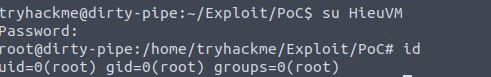 tryhackme@dirty-pipe:~/Exploit/PoC$ su HieuVM
Password:
root@dirty-pipe:/home/tryhackme/Exploit/PoC# id
uid=0(root) gid=0(root) groups=0(root)